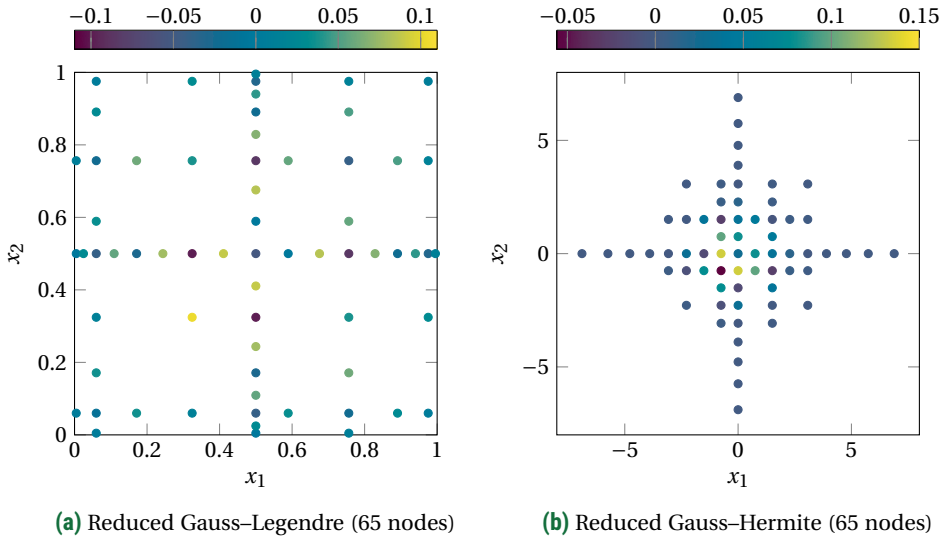 −0.1 −0.05 0 0.05 0.1
1
0.8
0.6
0.4
0.2
0
0 0.2 0.4 0.6 0.8 1
x2
x1
(a) Reduced Gauss–Legendre (65 nodes)
−0.05 0 0.05 0.1 0.15
5
0
−5
−5 0 5
x2
x1
(b) Reduced Gauss–Hermite (65 nodes)